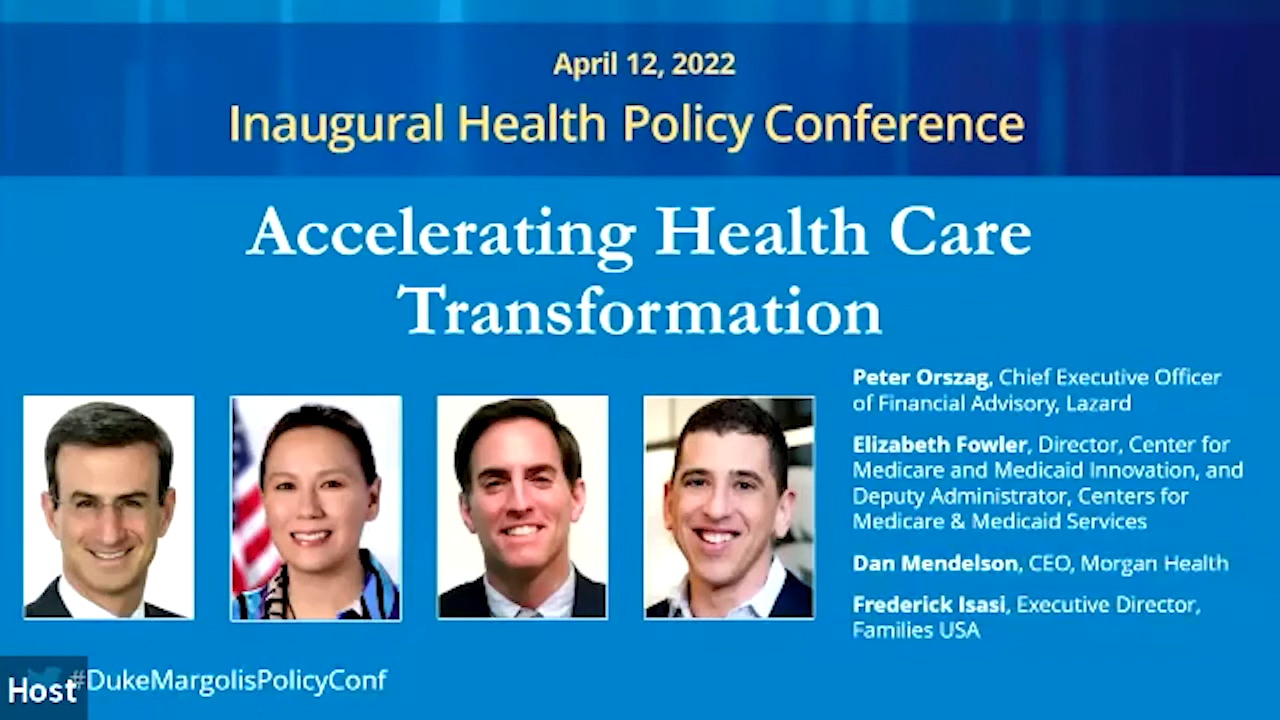 April 12, 2022
Inaugural Health Policy Conference
Accelerating Health Care
Transformation
Peter Orszag, Chief Executive Officer
of Financial Advisory, Lazard
Elizabeth Fowler, Director, Center for
Medicare and Medicaid Innovation, and
Deputy Administrator, Centers for
Medicare & Medicaid Services
Dan Mendelson, CEO, Morgan Health
Frederick Isasi, Executive Director,
Families USA
#DukeMargolisPolicyConf
Host